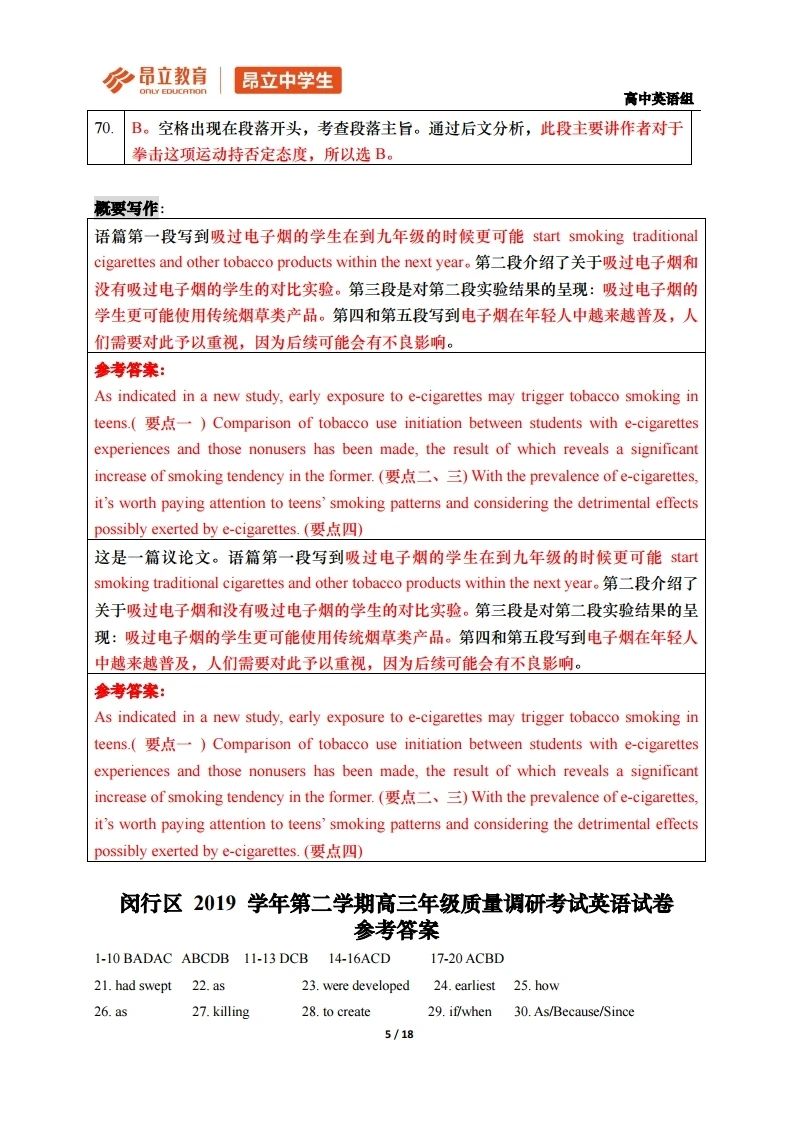 昂立教育
ONLY EDUCATION
昂立中学生
高中英语组
70. B。空格出现在段落开头，考查段落主旨。通过后文分析，此段主要讲作者对于
拳击这项运动持否定态度，所以选 B。
概要写作:
语篇第一段写到吸过电子烟的学生在到九年级的时候更可能 start smoking traditional
cigarettes and other tobacco products within the next year。第二段介绍了关于吸过电子烟和
没有吸过电子烟的学生的对比实验。第三段是对第二段实验结果的呈现：吸过电子烟的
学生更可能使用传统烟草类产品。第四和第五段写到电子烟在年轻人中越来越普及，人
们需要对此予以重视，因为后续可能会有不良影响。
参考答案：
As indicated in a new study, early exposure to e-cigarettes may trigger tobacco smoking in
teens.( 要点一 ) Comparison of tobacco use initiation between students with e-cigarettes
experiences and those nonusers has been made, the result of which reveals a significant
increase of smoking tendency in the former. (要点二、三) With the prevalence of e-cigarettes,
it’s worth paying attention to teens’ smoking patterns and considering the detrimental effects
possibly exerted by e-cigarettes. (要点四)
这是一篇议论文。语篇第一段写到吸过电子烟的学生在到九年级的时候更可能 start
smoking traditional cigarettes and other tobacco products within the next year。第二段介绍了
关于吸过电子烟和没有吸过电子烟的学生的对比实验。第三段是对第二段实验结果的呈
现：吸过电子烟的学生更可能使用传统烟草类产品。第四和第五段写到电子烟在年轻人
中越来越普及，人们需要对此予以重视，因为后续可能会有不良影响。
参考答案：
As indicated in a new study, early exposure to e-cigarettes may trigger tobacco smoking in
teens.( 要点一 ) Comparison of tobacco use initiation between students with e-cigarettes
experiences and those nonusers has been made, the result of which reveals a significant
increase of smoking tendency in the former. (要点二、三) With the prevalence of e-cigarettes,
it’s worth paying attention to teens’ smoking patterns and considering the detrimental effects
possibly exerted by e-cigarettes. (要点四)
闵行区 2019 学年第二学期高三年级质量调研考试英语试卷
参考答案
1-10 BADAC ABCDB 11-13 DCB 14-16ACD 17-20 ACBD
21. had swept 22. as 23. were developed 24. earliest 25. how
26. as 27. killing 28. to create 29. if/when 30. As/Because/Since
5 / 18